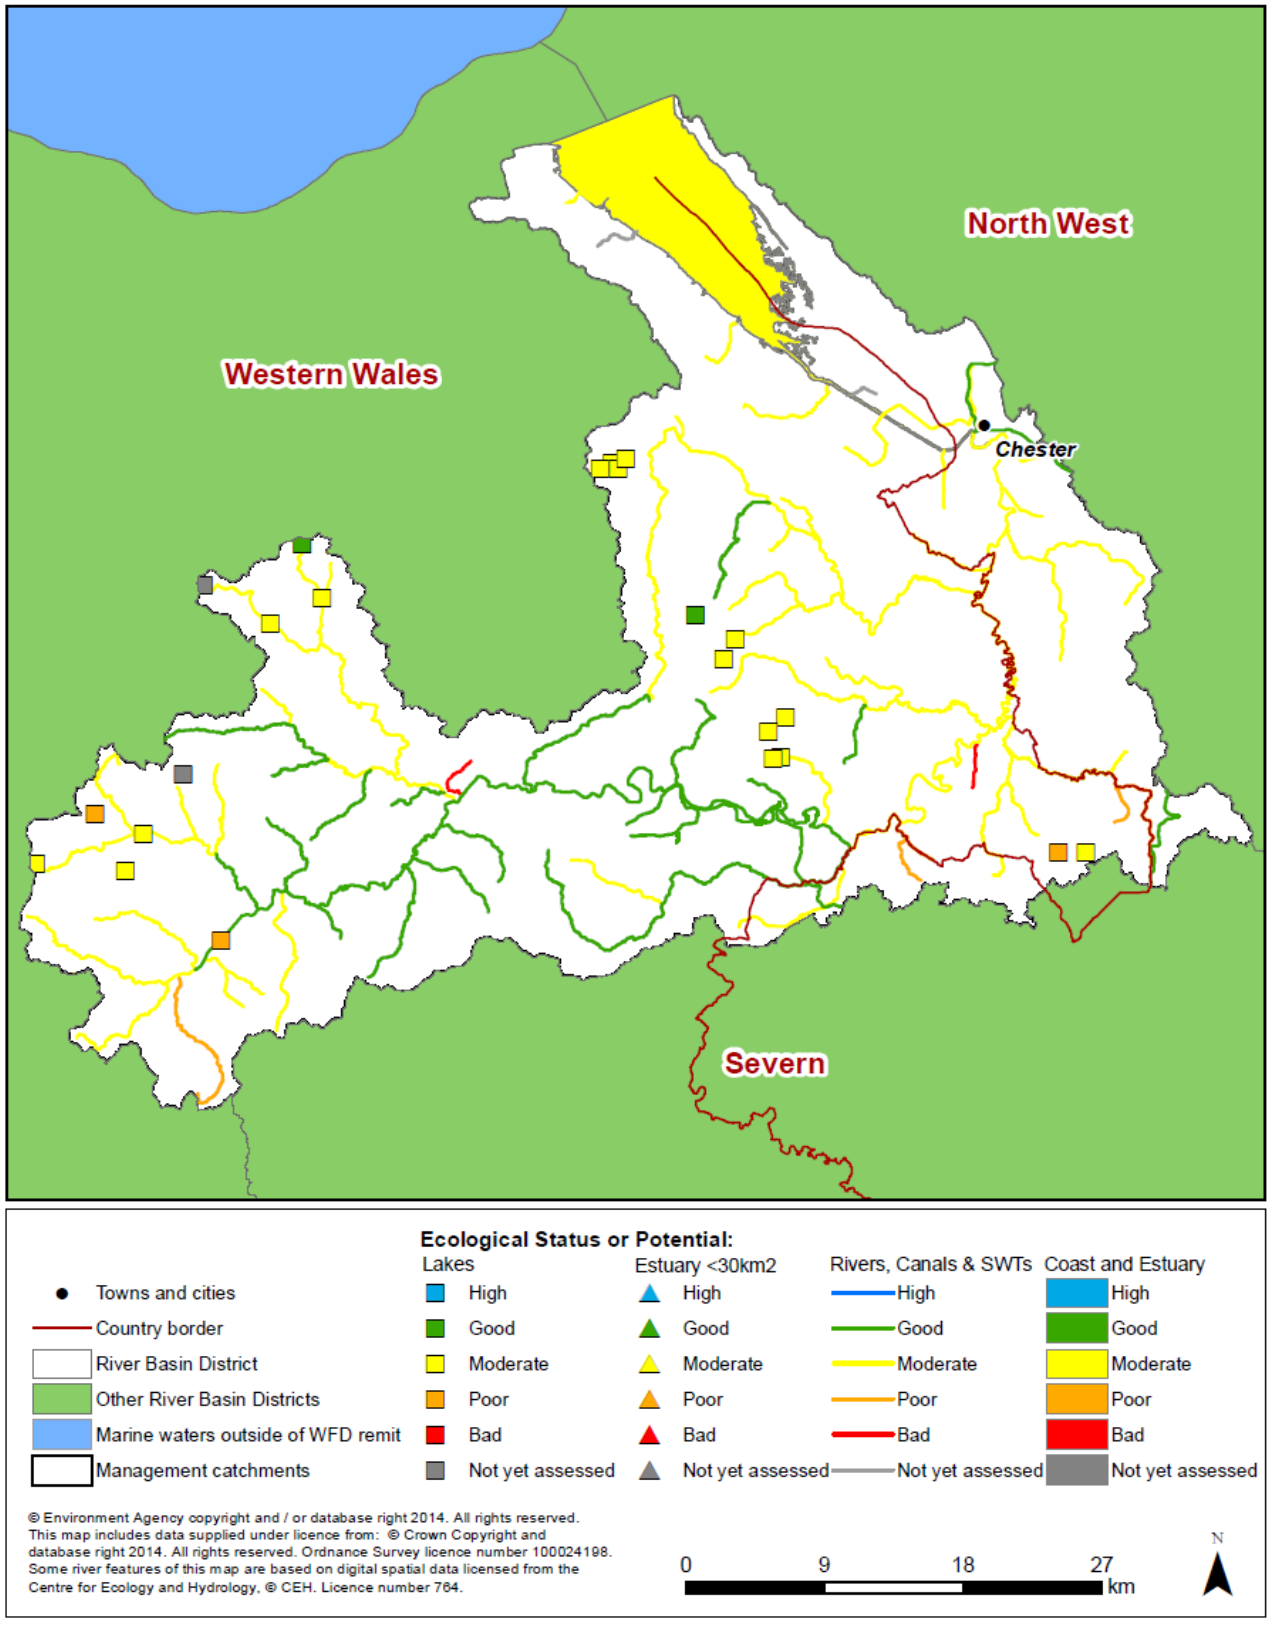 North West
Western Wales
Chester
Severn
Ecological Status or Potential:
Lakes Estuary <30km2 Rivers, Canals & SWTs Coast and Estuary
Towns and cities High High High High
Country border Good Good Good Good
River Basin District Moderate Moderate Moderate Moderate
Other River Basin Districts Poor Poor Poor Poor
Marine waters outside of WFD remit Bad Bad Bad Bad
Management catchments Not yet assessed Not yet assessed Not yet assessed Not yet assessed
© Environment Agency copyright and / or database right 2014. All rights reserved.
This map includes data supplied under licence from: © Crown Copyright and
database right 2014. All rights reserved. Ordnance Survey licence number 100024198.
Some river features of this map are based on digital spatial data licensed from the
Centre for Ecology and Hydrology, © CEH. Licence number 764.
0 9 18 27
km
N